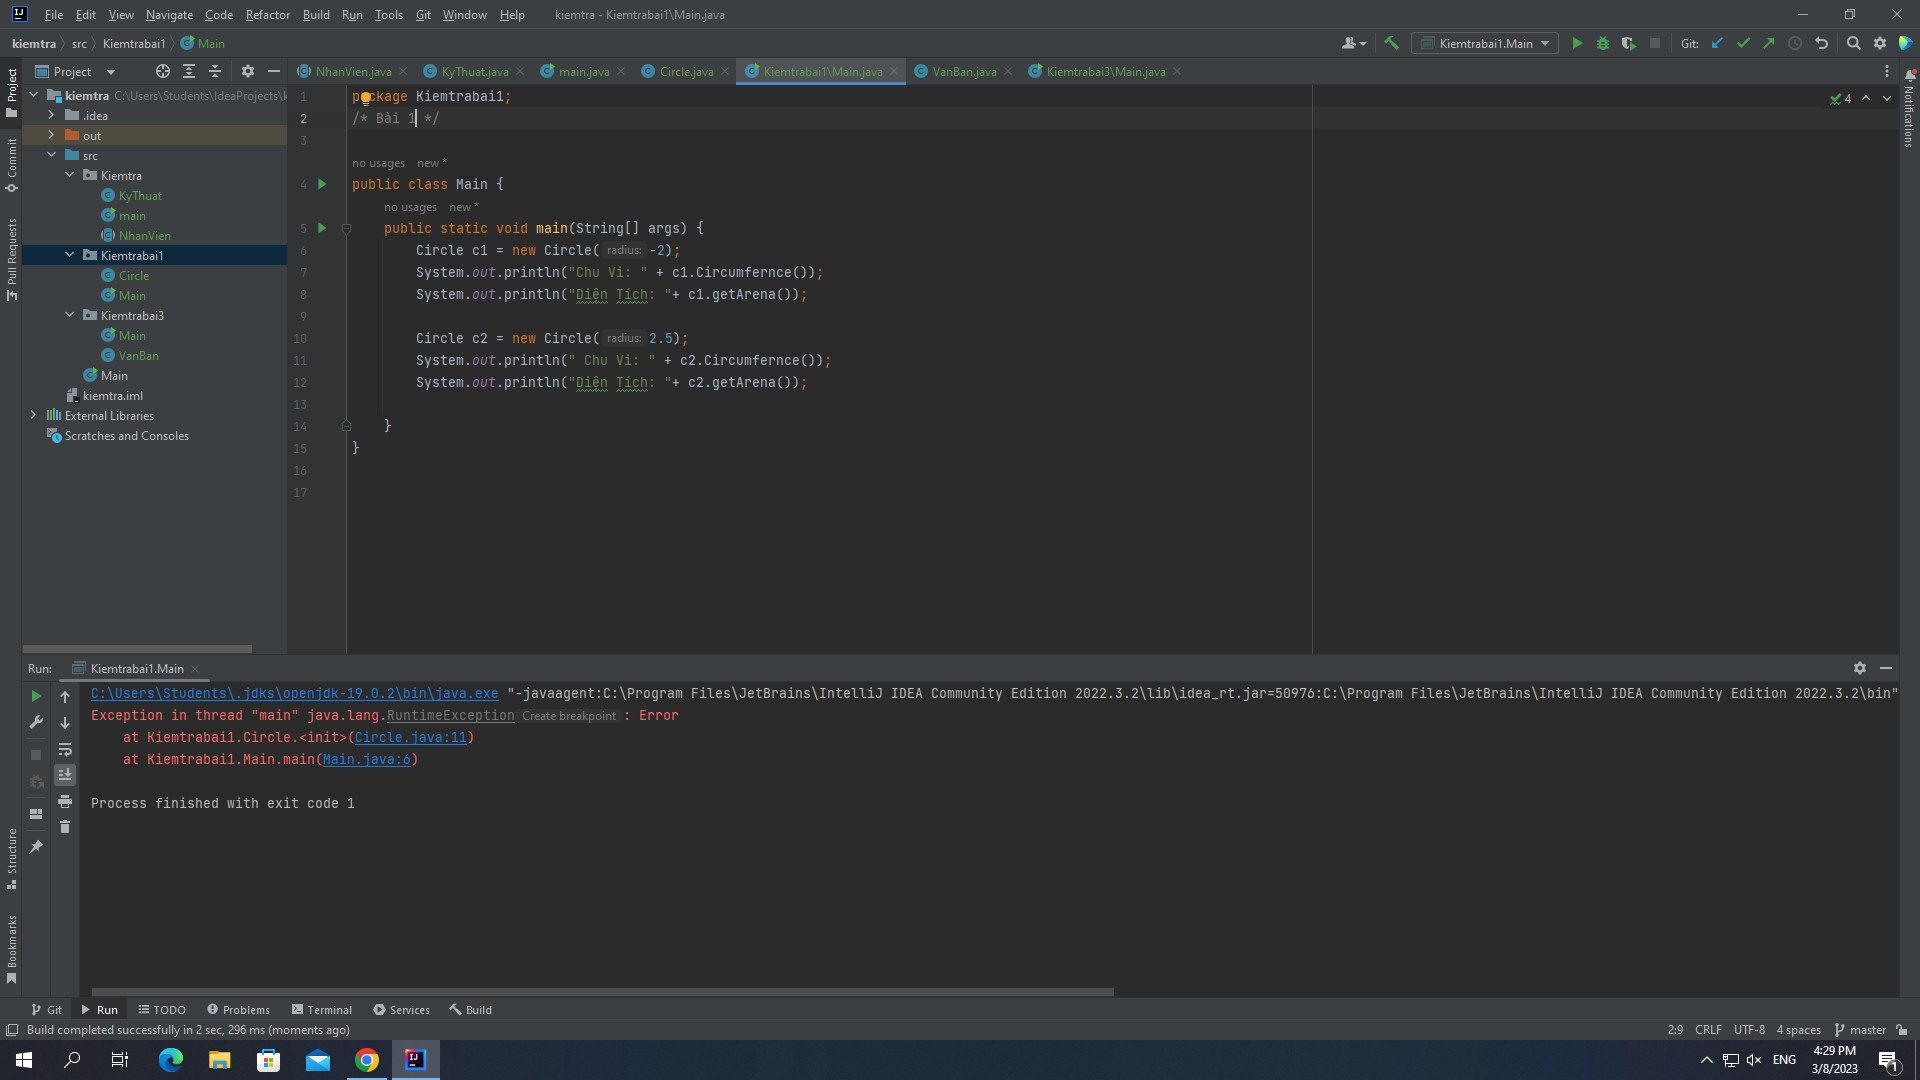 File Edit View Navigate Code Refactor Build Run Tools Git Window Help kiemtra - Kiemtrabai1\Main.java
kiemtra src Kiemtrabai1 Main
Kiemtrabai1.Main
Git:
Project
NhanVien.java KyThuat.java main.java Circle.java Kiemtrabai1\Main.java VanBan.java Kiemtrabai3\Main.java
Project
Commit
Pull Requests
Structure
Bookmarks
Notifications
kiemtra C:\Users\Students\IdeaProjects\k
.idea
out
src
Kiemtra
KyThuat
main
NhanVien
Kiemtrabai1
Circle
Main
Kiemtrabai3
Main
VanBan
Main
kiemtra.iml
External Libraries
Scratches and Consoles
4
1 package Kiemtrabai1;
2 /* Bài 1 */
3
no usages new *
4 public class Main {
no usages new *
5 public static void main(String[] args) {
6 Circle c1 = new Circle( radius: -2);
7 System.out.println("Chu Vi: " + c1.Circumfernce());
8 System.out.println("Diện Tích: "+ c1.getArena());
9
10 Circle c2 = new Circle( radius: 2.5);
11 System.out.println(" Chu Vi: " + c2.Circumfernce());
12 System.out.println("Diện Tích: "+ c2.getArena());
13
14 }
15 }
16
17
Run: Kiemtrabai1.Main
C:\Users\Students\.jdks\openjdk-19.0.2\bin\java.exe "-javaagent:C:\Program Files\JetBrains\IntelliJ IDEA Community Edition 2022.3.2\lib\idea_rt.jar=50976:C:\Program Files\JetBrains\IntelliJ IDEA Community Edition 2022.3.2\bin"
Exception in thread "main" java.lang.RuntimeException Create breakpoint : Error
at Kiemtrabai1.Circle.<init>(Circle.java:11)
at Kiemtrabai1.Main.main(Main.java:6)
Process finished with exit code 1
Git Run TODO Problems Terminal Services Build
Build completed successfully in 2 sec, 296 ms (moments ago)
2:9 CRLF UTF-8 4 spaces master
ENG
4:29 PM
3/8/2023
1